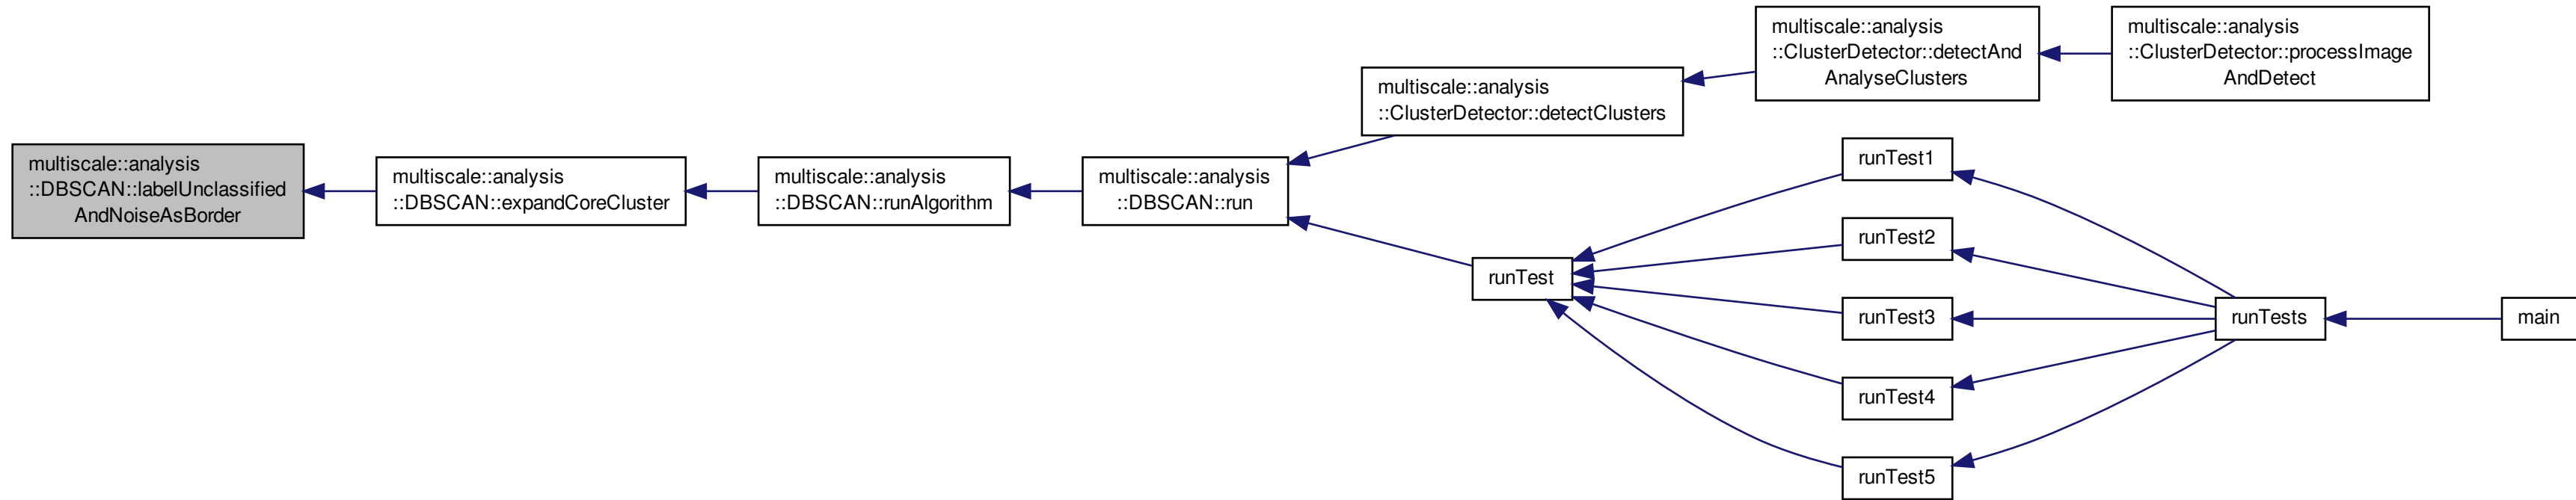 multiscale::analysis
::DBSCAN::labelUnclassified
AndNoiseAsBorder
multiscale::analysis
::DBSCAN::expandCoreCluster
multiscale::analysis
::DBSCAN::runAlgorithm
multiscale::analysis
::DBSCAN::run
multiscale::analysis
::ClusterDetector::detectClusters
multiscale::analysis
::ClusterDetector::detectAnd
AnalyseClusters
multiscale::analysis
::ClusterDetector::processImage
AndDetect
runTest
runTest1
runTest2
runTest3
runTest4
runTest5
runTests
main